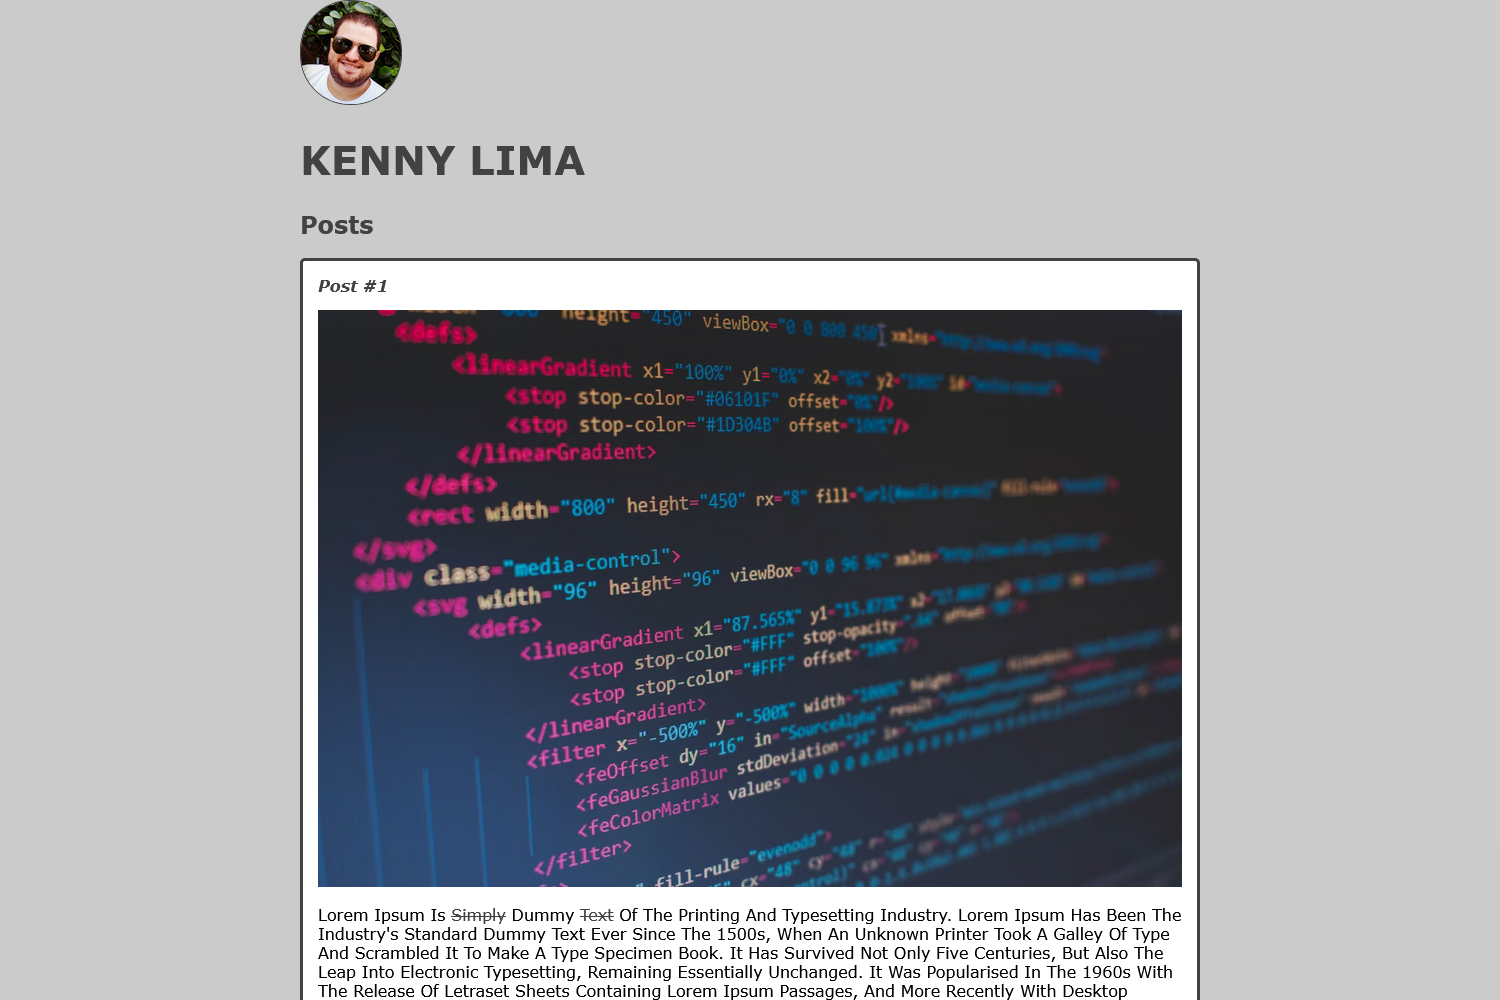 KENNY LIMA
Posts
Post #1
height="450" viewBox="0 0 800 450" xmlns=
<defs>
<linearGradient x1="100%" y1="0%" x2="0%" y2="100%"
<stop stop-color="#06101F" offset="0%"/>
<stop stop-color="#1D304B" offset="100%"/>
</linearGradient>
</defs>
<rect width="800" height="450" rx="8" fill=
</svg>
<div class="media-control">
<svg width="96" height="96" viewBox="0 0 96 96" xmlns=
<defs>
<linearGradient x1="87.565%" y1="15.873%"
<stop stop-color="#FFF" stop-opacity=
<stop stop-color="#FFF" offset="100%"/>
</linearGradient>
<filter x="-500%" y="-500%" width="1000%"
<feOffset dy="16" in="SourceAlpha"
<feGaussianBlur stdDeviation="24" in=
<feColorMatrix values="0 0 0 0
</filter>
fill-rule="evenodd">
cx="48" cy="48"
Lorem Ipsum Is Simply Dummy Text Of The Printing And Typesetting Industry. Lorem Ipsum Has Been The
Industry's Standard Dummy Text Ever Since The 1500s, When An Unknown Printer Took A Galley Of Type
And Scrambled It To Make A Type Specimen Book. It Has Survived Not Only Five Centuries, But Also The
Leap Into Electronic Typesetting, Remaining Essentially Unchanged. It Was Popularised In The 1960s With
The Release Of Letraset Sheets Containing Lorem Ipsum Passages, And More Recently With Desktop